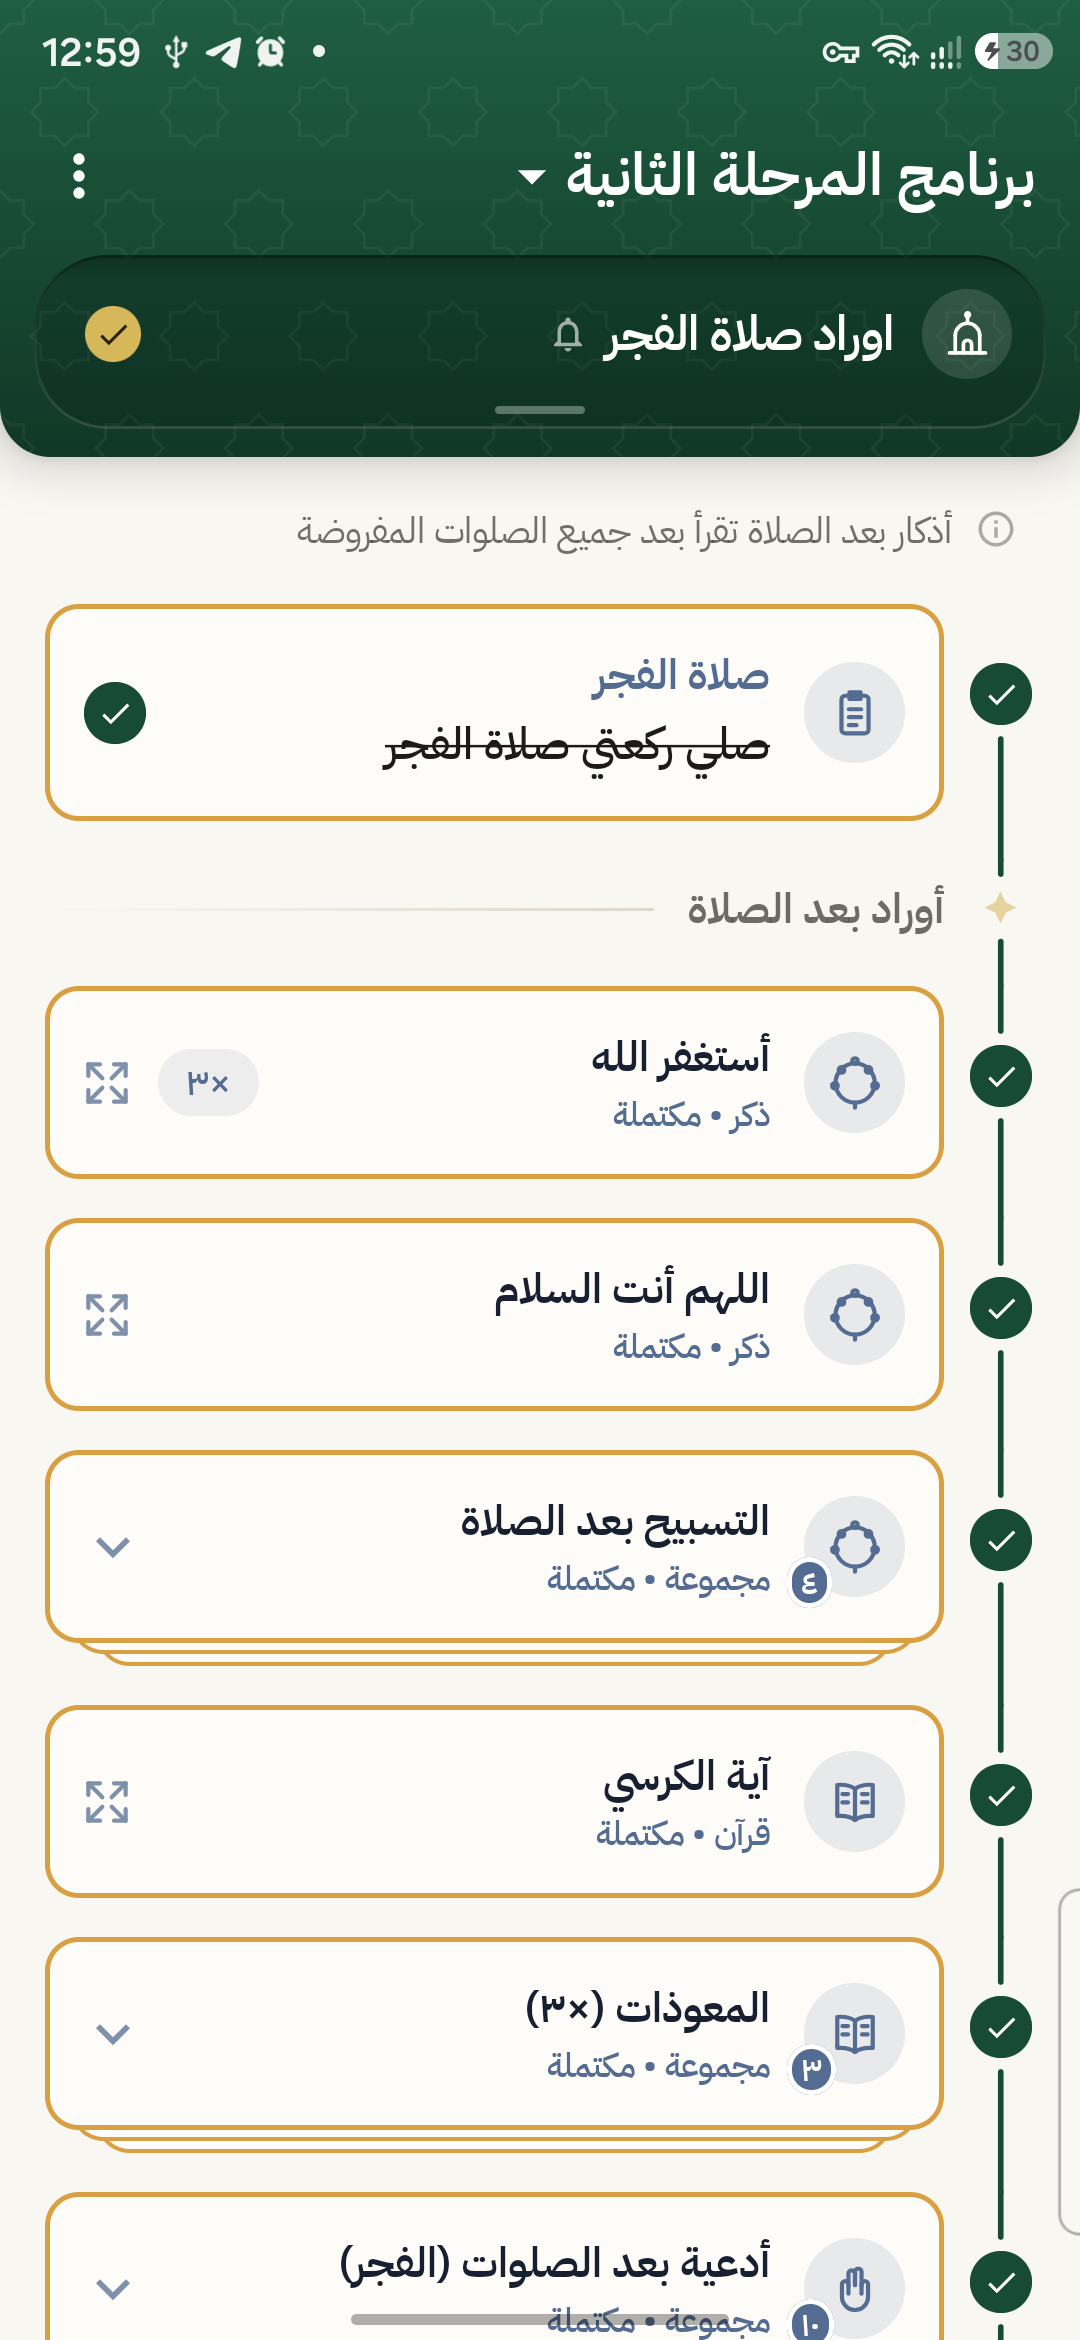 12:59
30
برنامج المرحلة الثانية
اوراد صلاة الفجر
أذكار بعد الصلاة تقرأ بعد جميع الصلوات المفروضة
صلاة الفجر
صلي ركعتي صلاة الفجر
أوراد بعد الصلاة
أستغفر الله
×٣
ذكر • مكتملة
اللهم أنت السلام
ذكر • مكتملة
التسبيح بعد الصلاة
٤
مجموعة • مكتملة
آية الكرسي
قرآن • مكتملة
المعوذات (×٣)
٣
مجموعة • مكتملة
أدعية بعد الصلوات (الفجر)
١٠
مجموعة • مكتملة